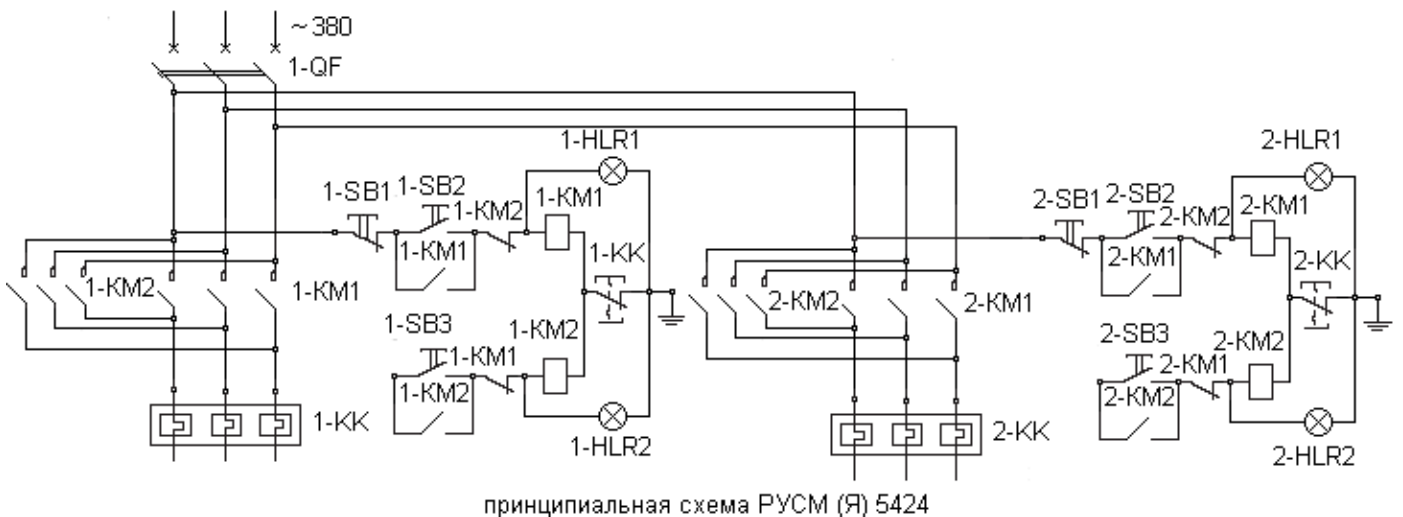 ~380
1-QF
1-HLR1
2-HLR1
1-SB1
1-SB2
1-KM2
1-KM1
2-SB1
2-SB2
2-KM2
2-KM1
1-KM1
1-KK
2-KM1
2-KK
1-KM2
1-KM1
2-KM2
2-KM1
1-SB3
1-KM1
1-KM2
2-SB3
2-KM1
2-KM2
1-KM2
2-KM2
1-KK
1-HLR2
2-KK
2-HLR2
принципиальная схема РУСМ (Я) 5424